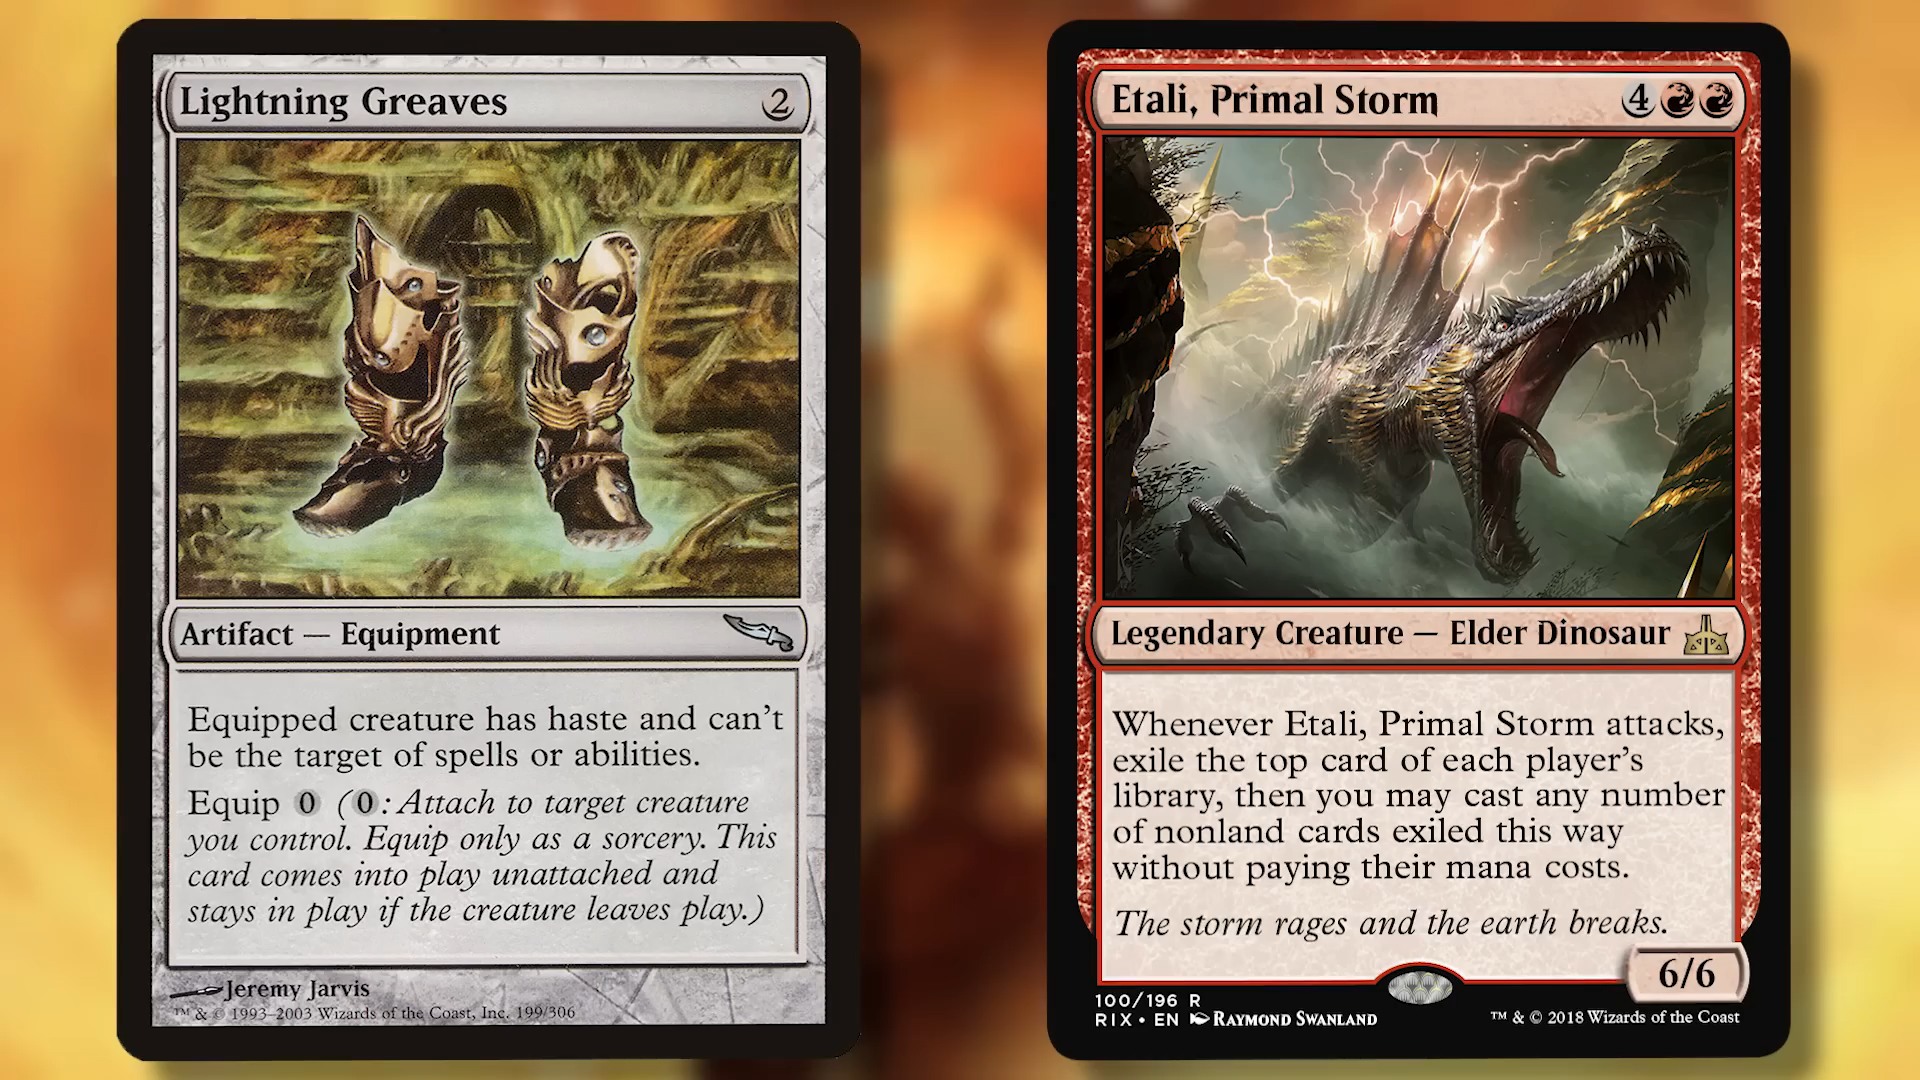 Lightning Greaves 2
Artifact — Equipment
Equipped creature has haste and can't
be the target of spells or abilities.
Equip 0 (0: Attach to target creature
you control. Equip only as a sorcery. This
card comes into play unattached and
stays in play if the creature leaves play.)
Jeremy Jarvis
™ & © 1993–2003 Wizards of the Coast, Inc. 199/306
Etali, Primal Storm 4
Legendary Creature — Elder Dinosaur
Whenever Etali, Primal Storm attacks,
exile the top card of each player's
library, then you may cast any number
of nonland cards exiled this way
without paying their mana costs.
The storm rages and the earth breaks.
6/6
100/196 R
RIX • EN Raymond Swanland
™ & © 2018 Wizards of the Coast